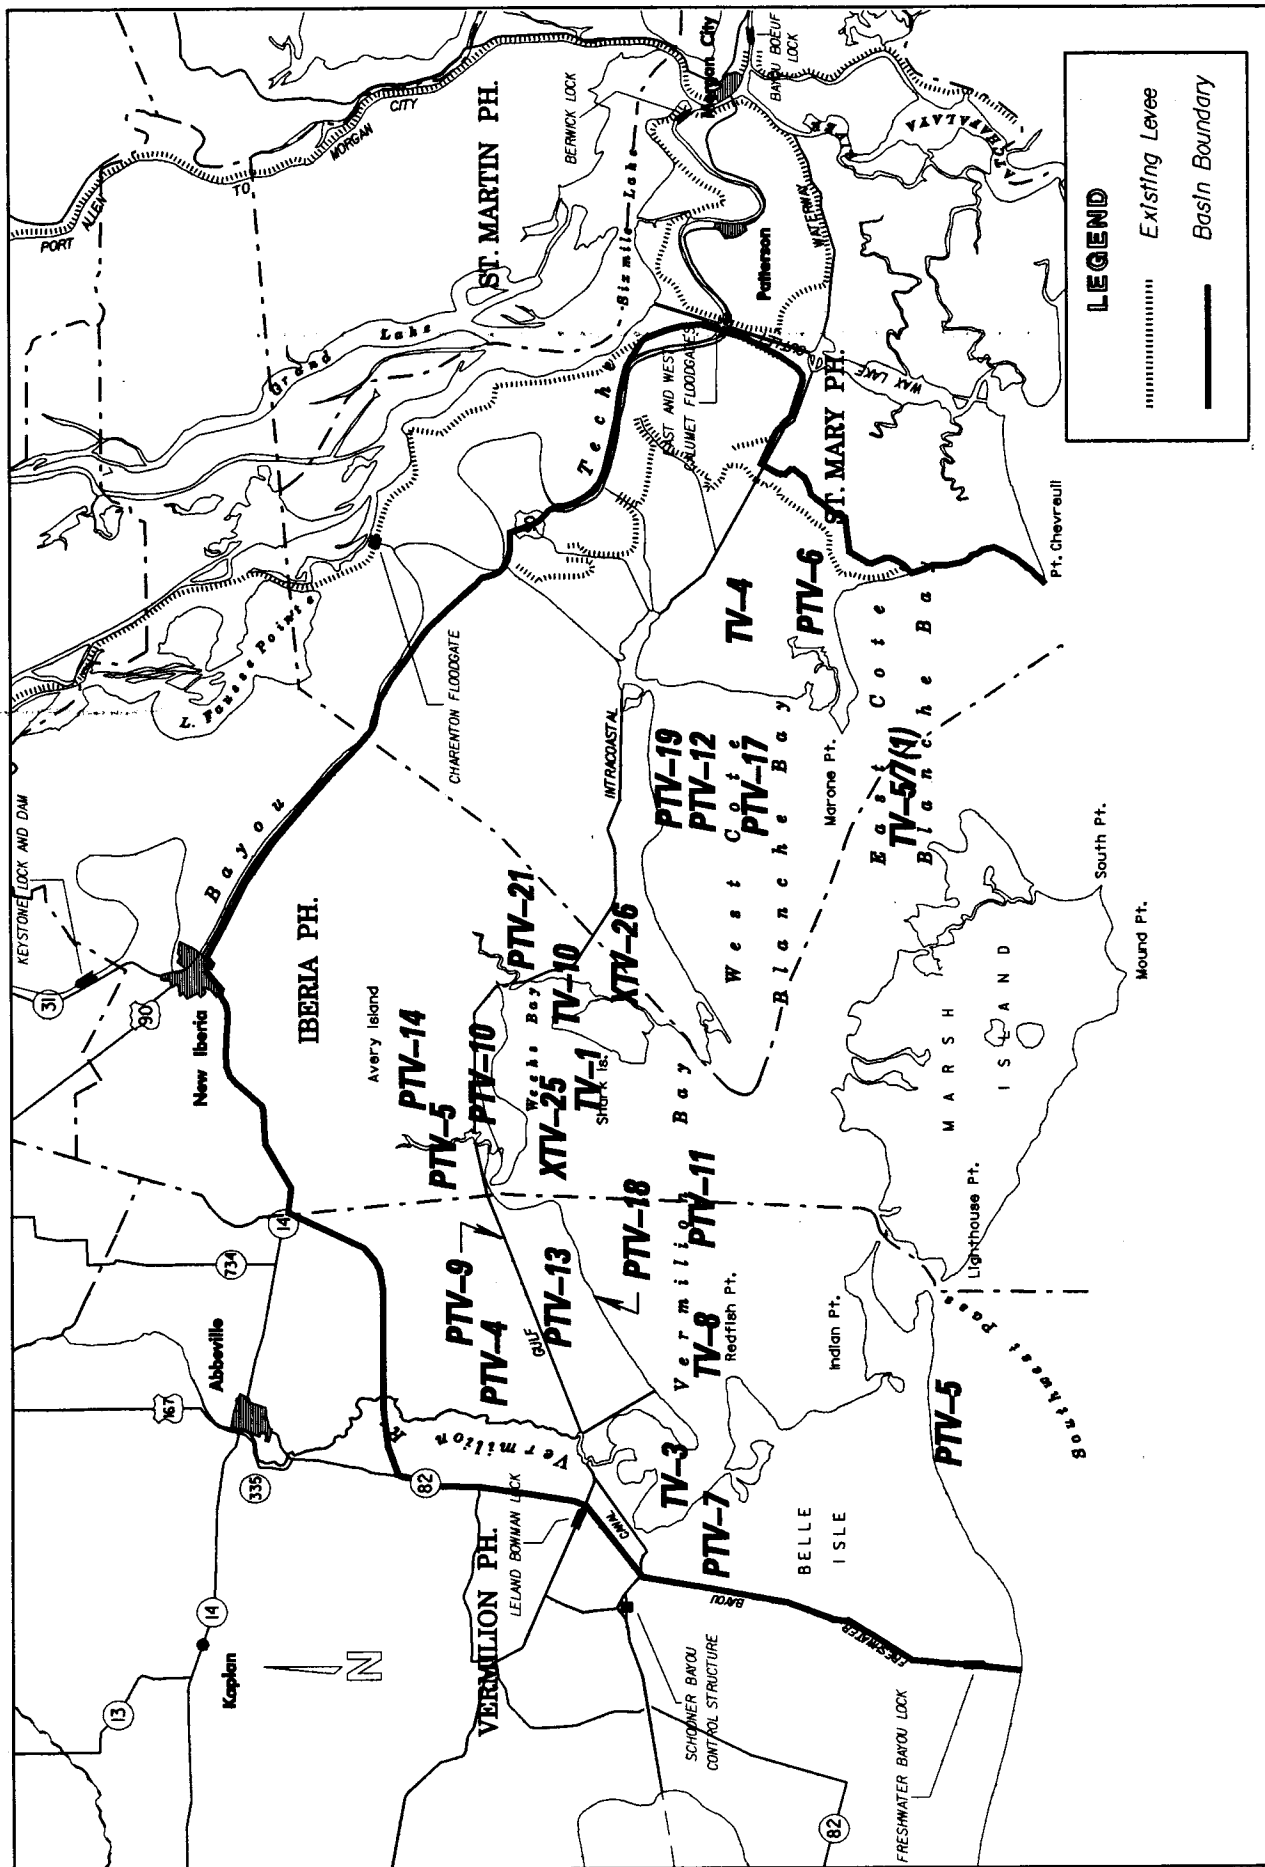 KEYSTONE LOCK AND DAM
31
90
New Iberia
Bayou
Teche
L. Fausse Pointe
PORT
ALLEN
TO
MORGAN
CITY
Grand Lake
ST. MARTIN PH.
Sixmile Lake
BERWICK LOCK
Morgan City
BAYOU BOEUF
LOCK
ATCHAFALAYA
Patterson
WATERWAY
EAST AND WEST
CALUMET FLOODGATES
OUTLET
WAX LAKE
ST. MARY PH.
CHARENTON FLOODGATE
90
IBERIA PH.
Avery Island
INTRACOASTAL
TV-4
PTV-6
Pt. Chevreuil
PTV-19
PTV-12
PTV-17
West Cote
Blanche Bay
Marone Pt.
East Cote
TV-5/7(1)
Blanche Bay
PTV-21
TV-10
XTV-26
PTV-14
PTV-5
PTV-10
Weeks Bay
XTV-25
TV-1
Shark Is.
Vermilion Bay
PTV-11
PTV-18
PTV-9
PTV-4
PTV-13
GULF
TV-8
Redfish Pt.
Indian Pt.
Lighthouse Pt.
MARSH
ISLAND
South Pt.
Mound Pt.
Southwest Pass
PTV-5
14
734
Abbeville
167
335
82
Vermilion
R.
LELAND BOWMAN LOCK
VERMILION PH.
CANAL
TV-3
PTV-7
BELLE
ISLE
FRESHWATER
BAYOU
14
Kaplan
13
N
SCHOONER BAYOU
CONTROL STRUCTURE
FRESHWATER BAYOU LOCK
82
LEGEND
Existing Levee
Basin Boundary